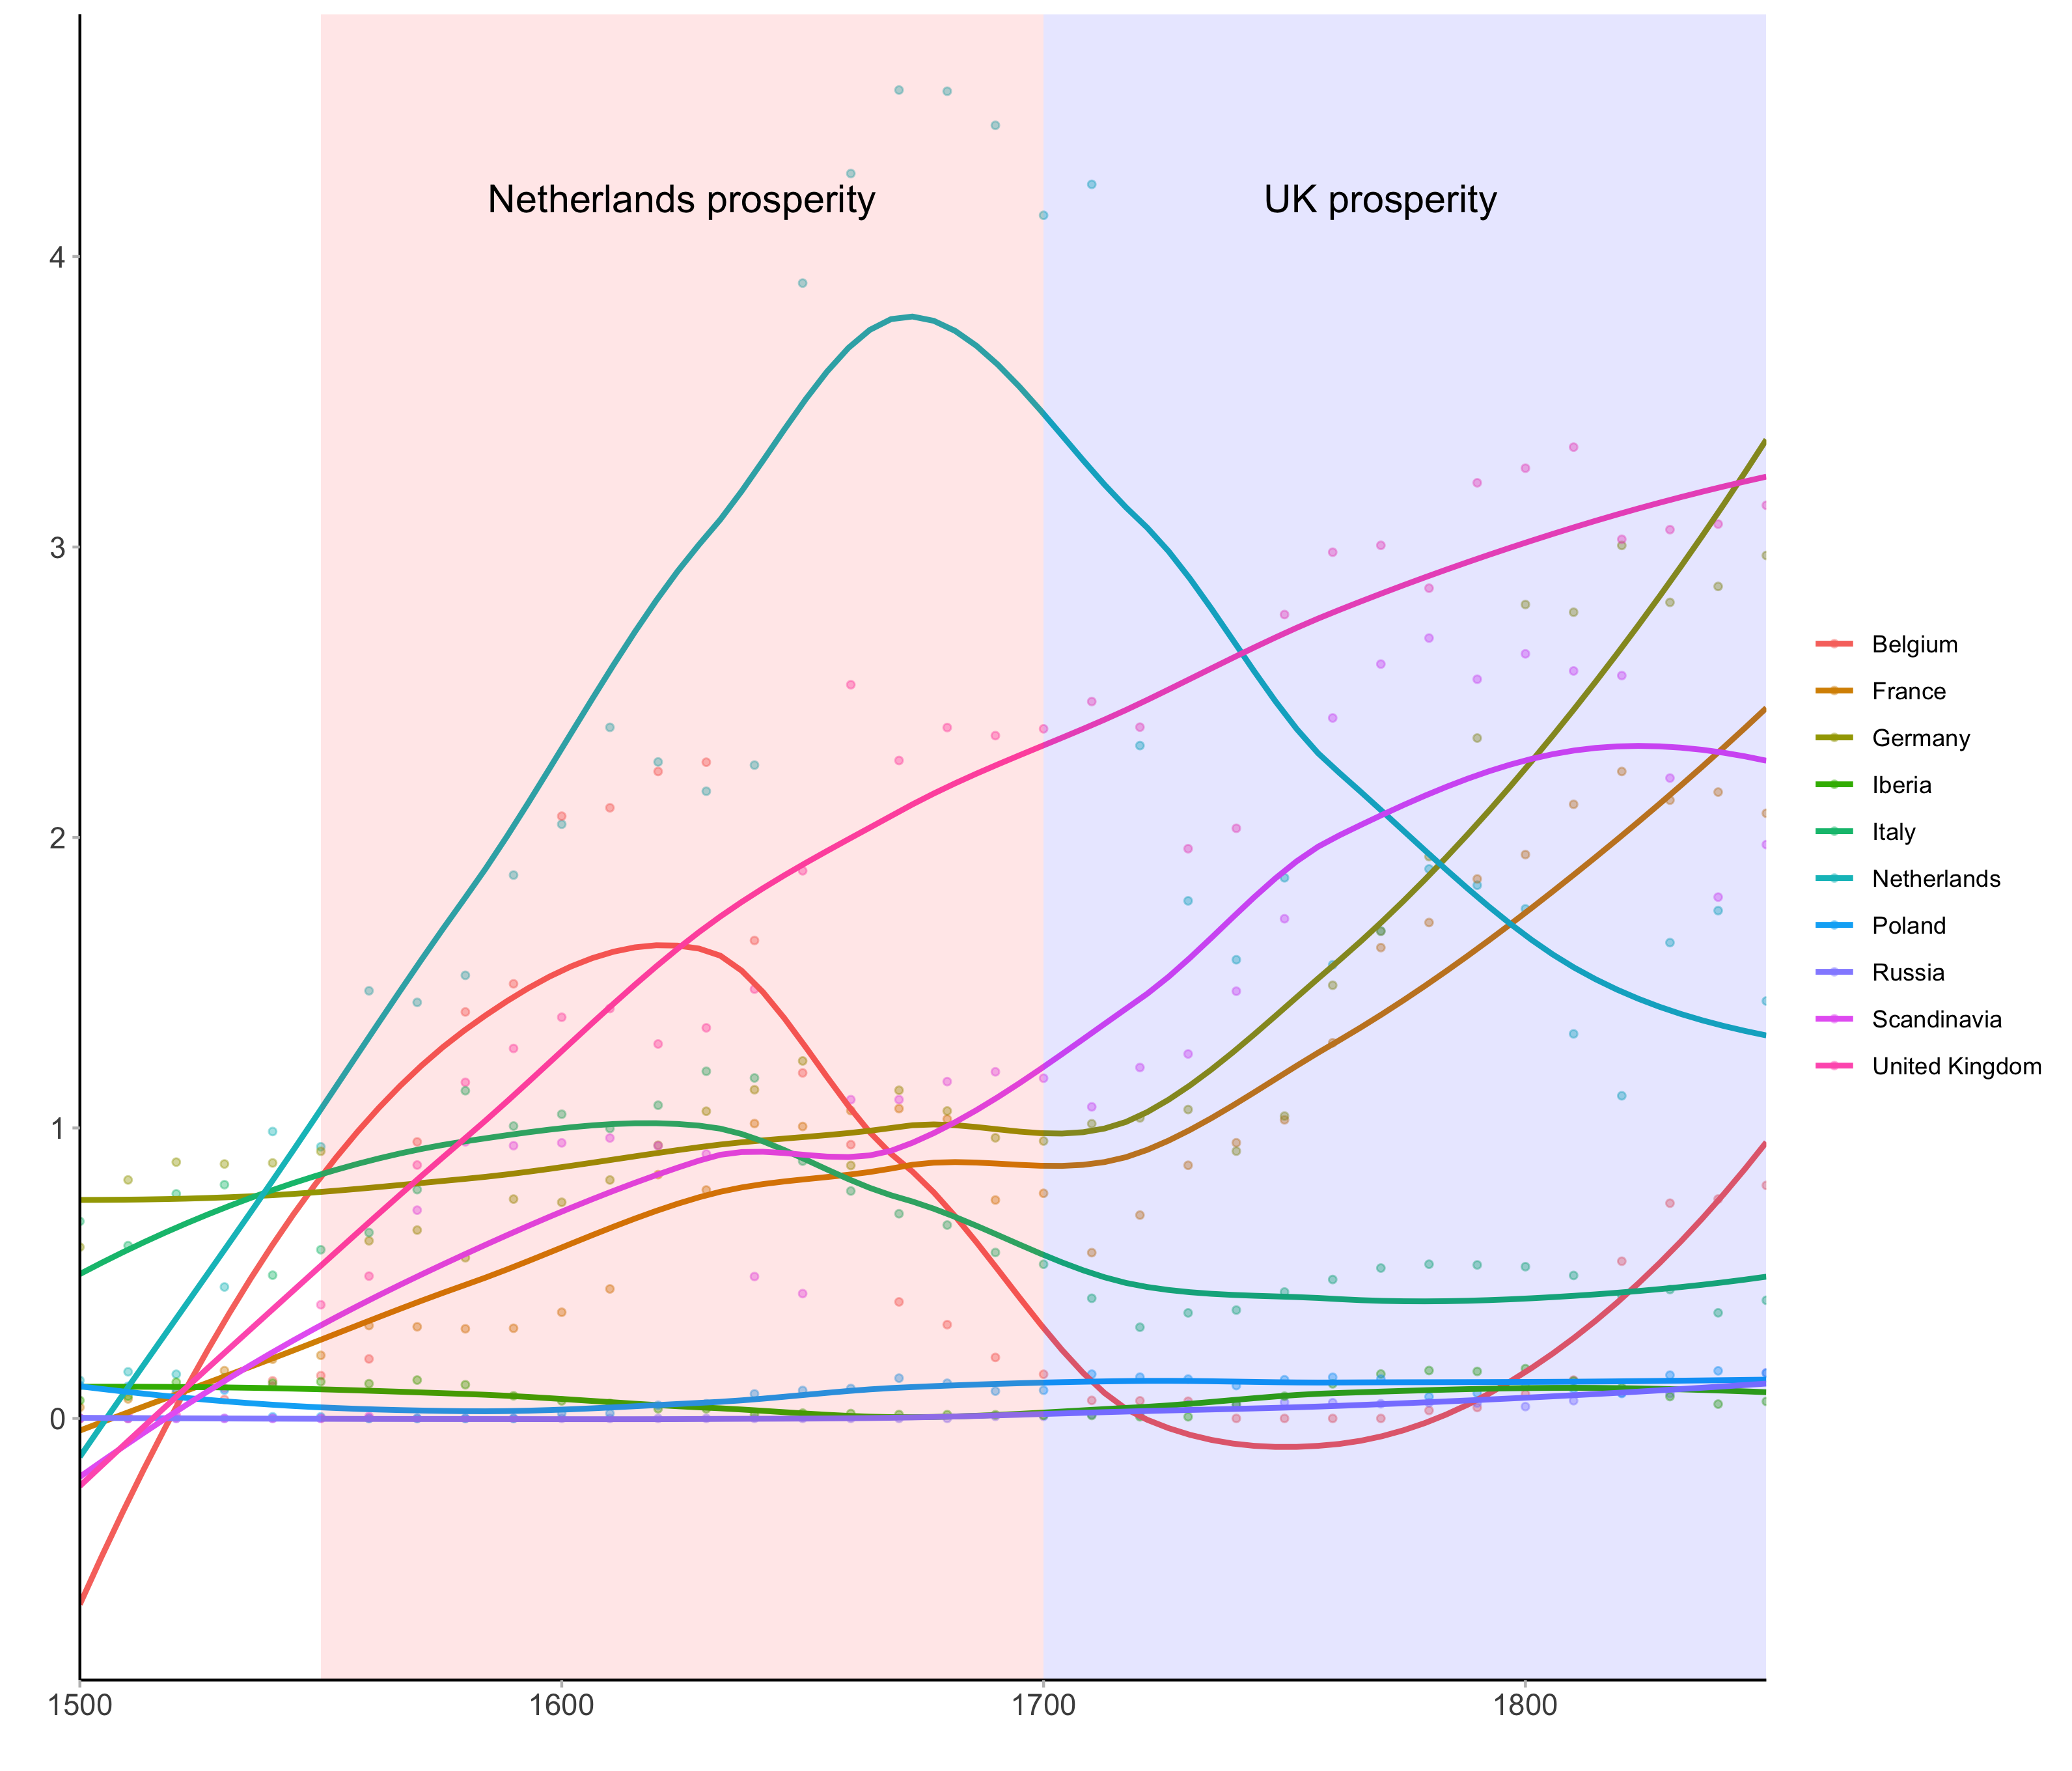 Netherlands prosperity
UK prosperity
4
3
2
1
0
1500
1600
1700
1800
Belgium
France
Germany
Iberia
Italy
Netherlands
Poland
Russia
Scandinavia
United Kingdom